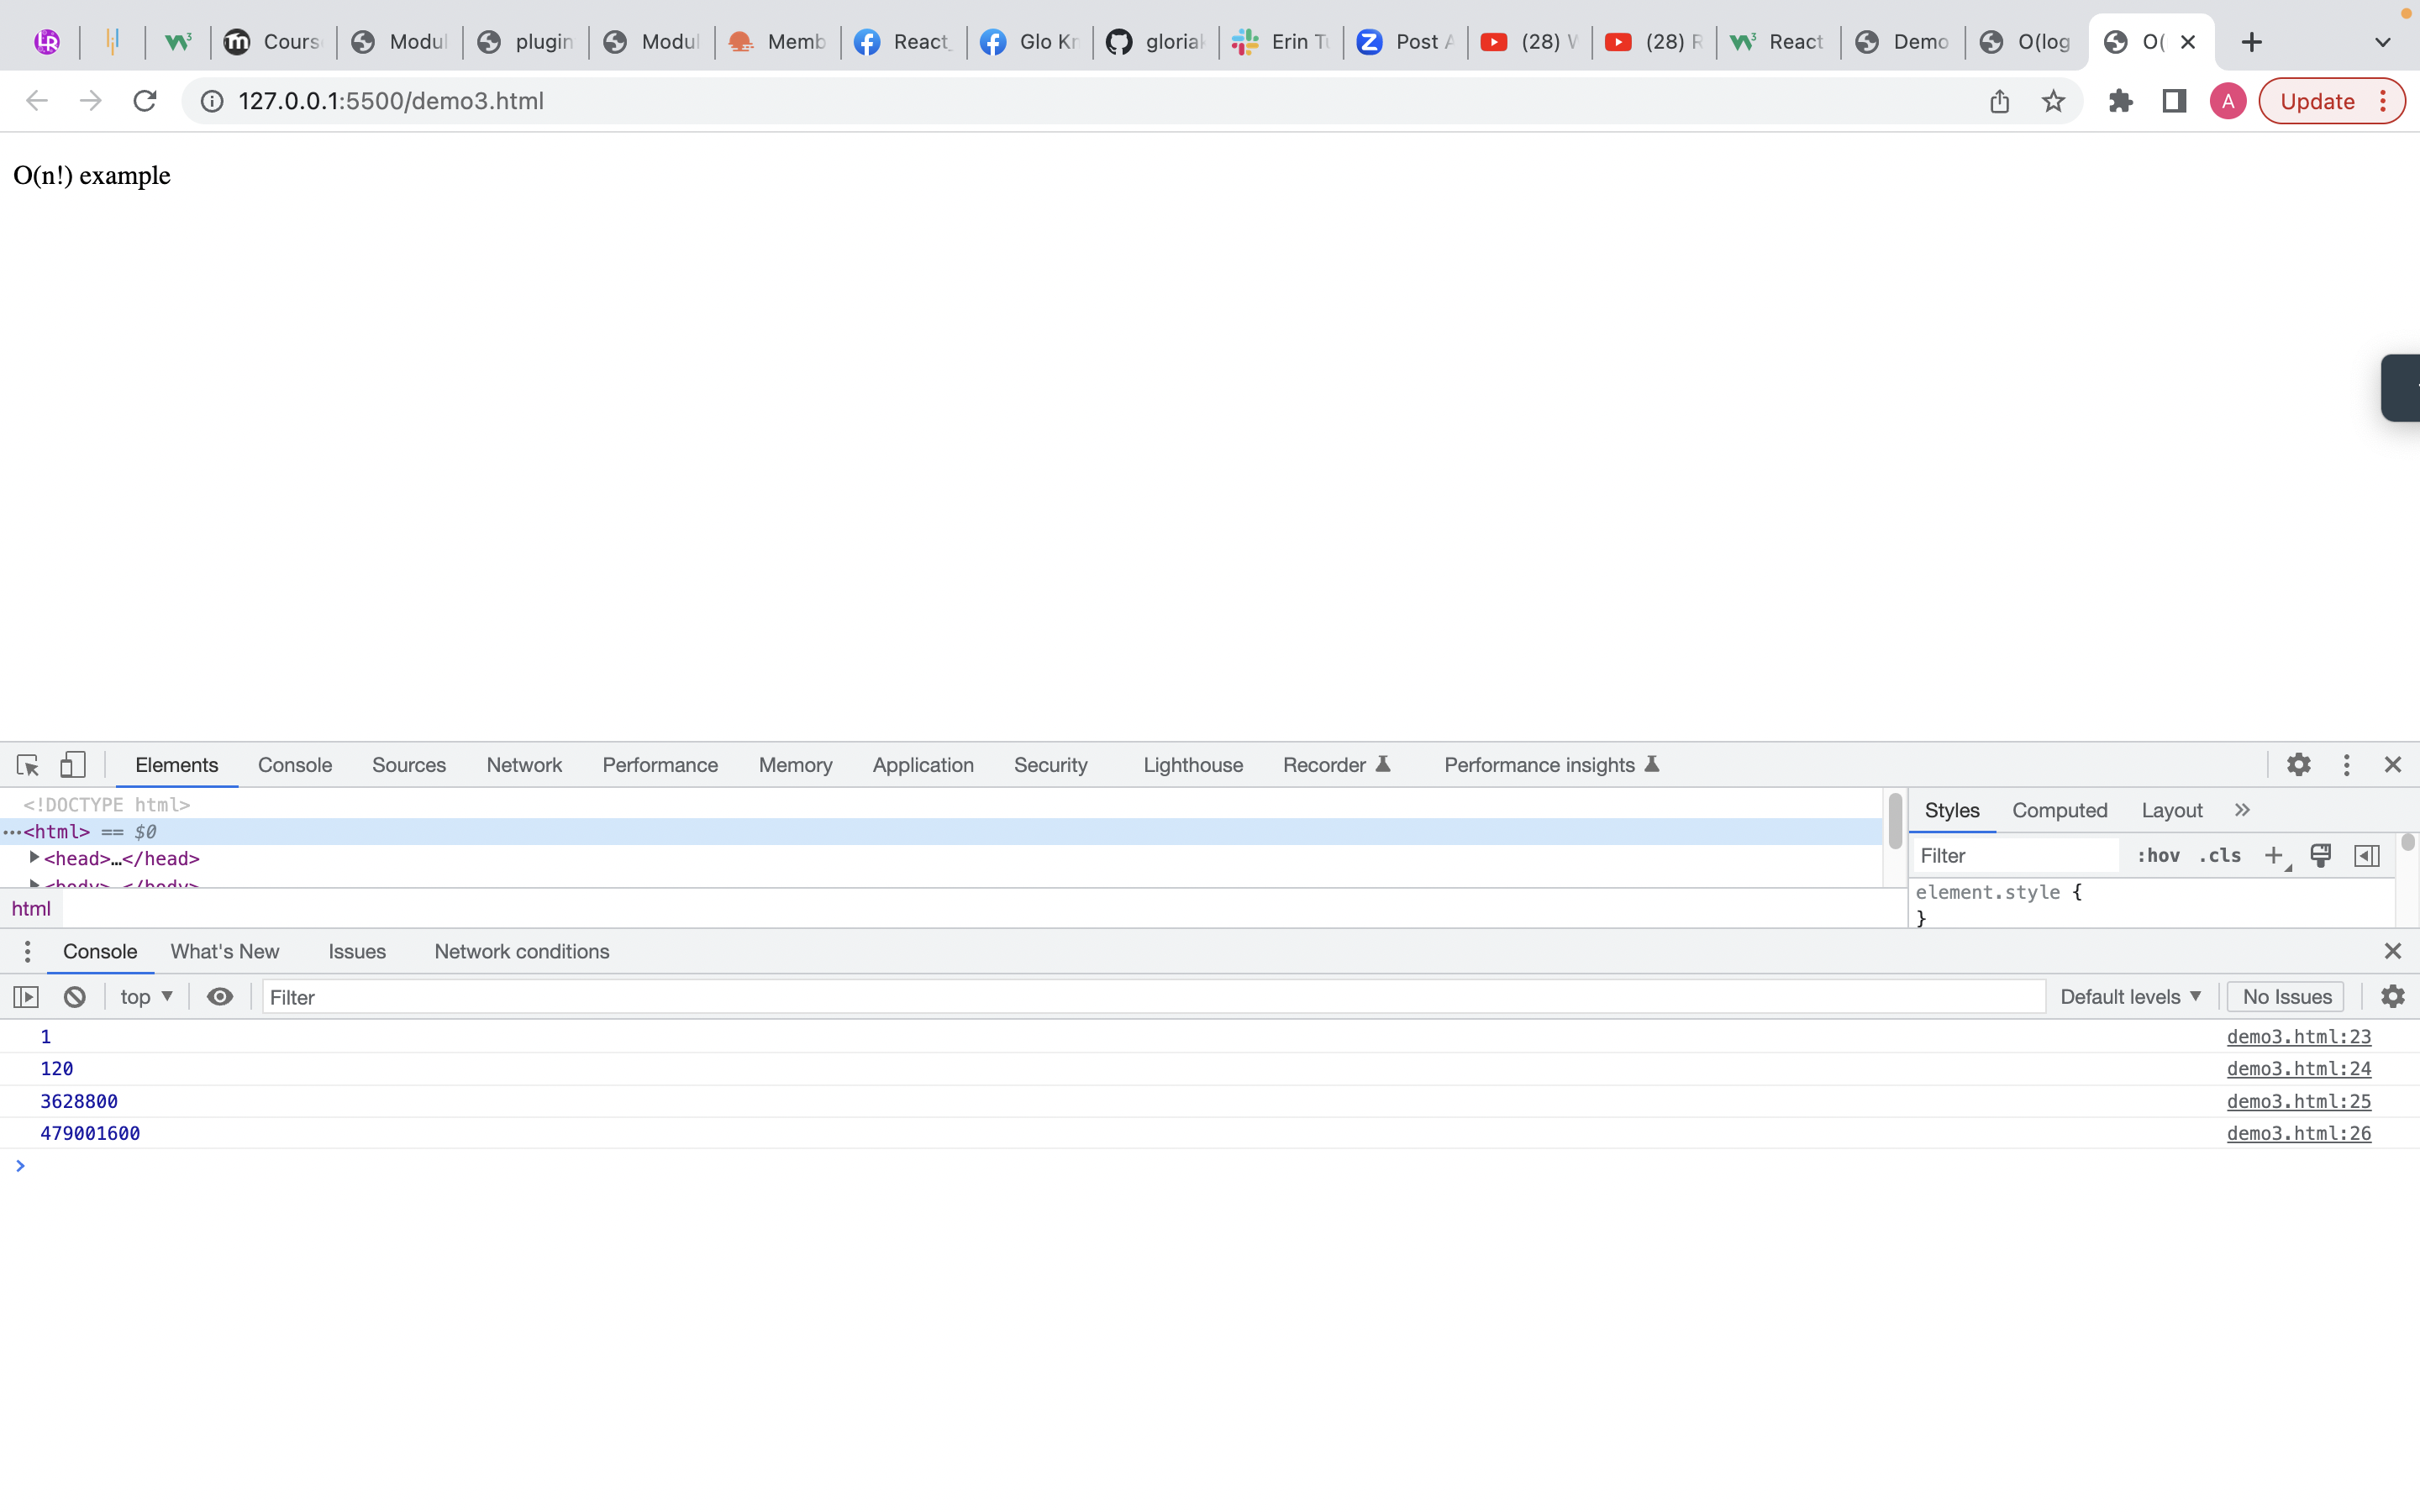 Cours Modul plugin Modul Memb React_ Glo Kr gloriak Erin Tu Post A (28) V (28) R React Demo O(log O(
127.0.0.1:5500/demo3.html A Update
O(n!) example
Elements Console Sources Network Performance Memory Application Security Lighthouse Recorder Performance insights
<!DOCTYPE html>
…<html> == $0
<head>…</head>
<body>…</body>
html
Styles Computed Layout »
Filter :hov .cls +
element.style {
}
Console What's New Issues Network conditions
top Filter Default levels No Issues
1 demo3.html:23
120 demo3.html:24
3628800 demo3.html:25
479001600 demo3.html:26